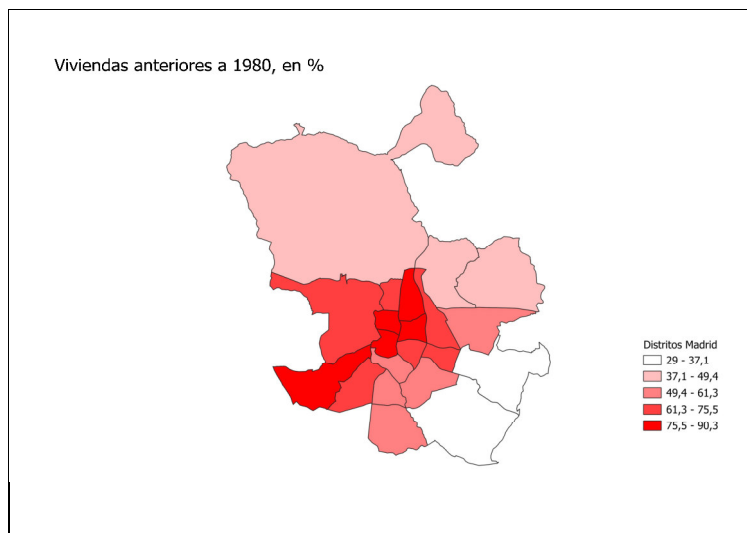 Viviendas anteriores a 1980, en %
Distritos Madrid
29 - 37,1
37,1 - 49,4
49,4 - 61,3
61,3 - 75,5
75,5 - 90,3